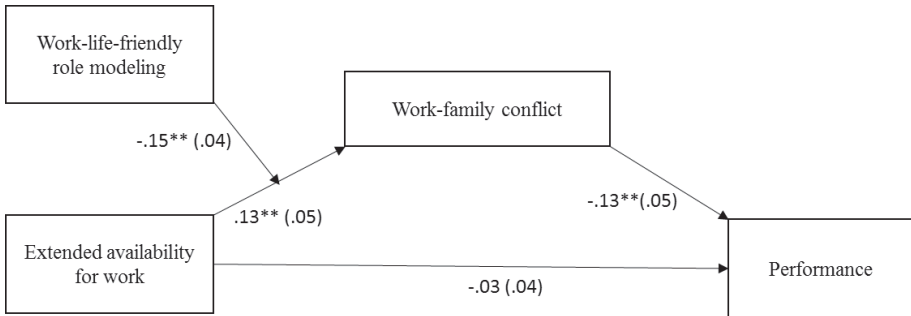 Work-life-friendly
role modeling
Work-family conflict
-.15** (.04)
-.13**(.05)
.13** (.05)
Extended availability
for work
Performance
-.03 (.04)